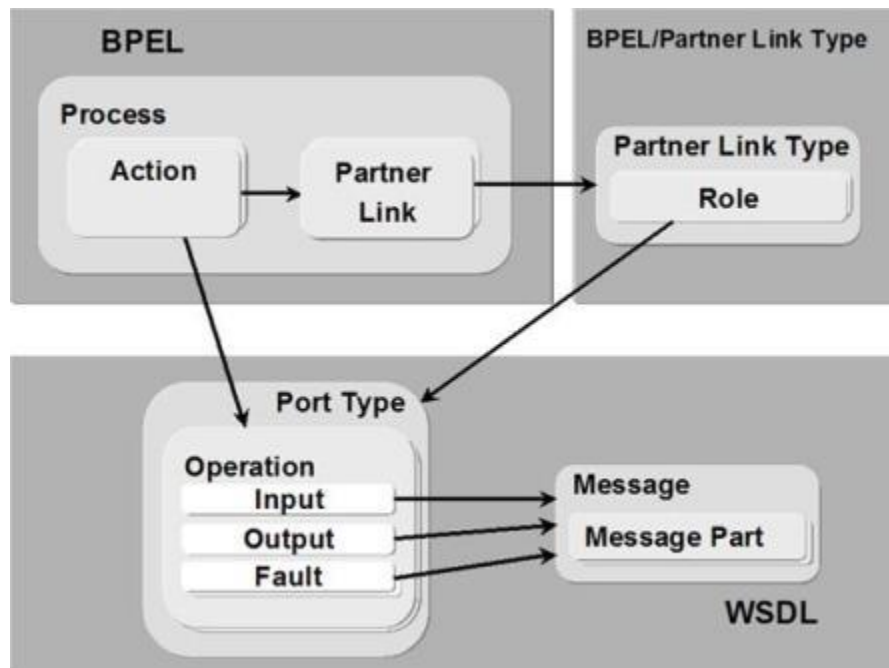 BPEL
BPEL/Partner Link Type
Process
Action
Partner
Link
Partner Link Type
Role
Port Type
Operation
Input
Output
Fault
Message
Message Part
WSDL